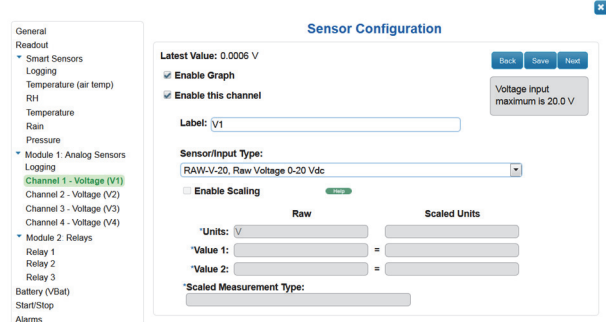 Sensor Configuration
General
Readout
Smart Sensors
Logging
Temperature (air temp)
RH
Temperature
Rain
Pressure
Module 1: Analog Sensors
Logging
Channel 1 - Voltage (V1)
Channel 2 - Voltage (V2)
Channel 3 - Voltage (V3)
Channel 4 - Voltage (V4)
Module 2: Relays
Relay 1
Relay 2
Relay 3
Battery (VBat)
Start/Stop
Alarms
Latest Value: 0.0006 V
Back Save Next
Enable Graph
Enable this channel
Voltage input
maximum is 20.0 V
Label: V1
Sensor/Input Type:
RAW-V-20, Raw Voltage 0-20 Vdc
Enable Scaling Help
Raw Scaled Units
*Units: V
*Value 1: =
*Value 2: =
*Scaled Measurement Type: